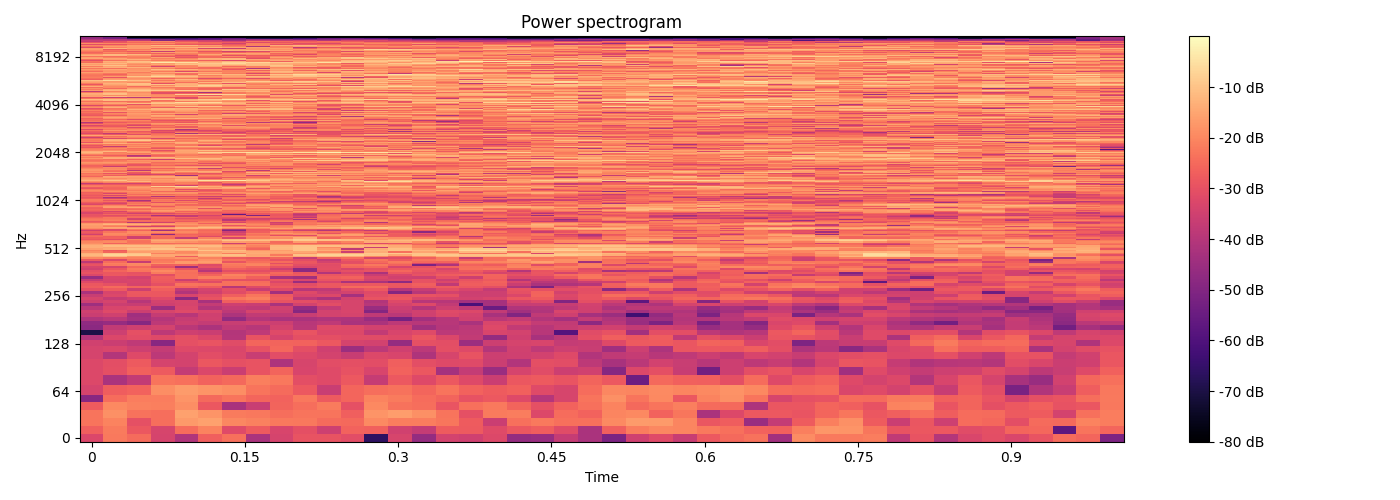 Power spectrogram
Hz
8192
4096
2048
1024
512
256
128
64
0
0 0.15 0.3 0.45 0.6 0.75 0.9
Time
-10 dB
-20 dB
-30 dB
-40 dB
-50 dB
-60 dB
-70 dB
-80 dB